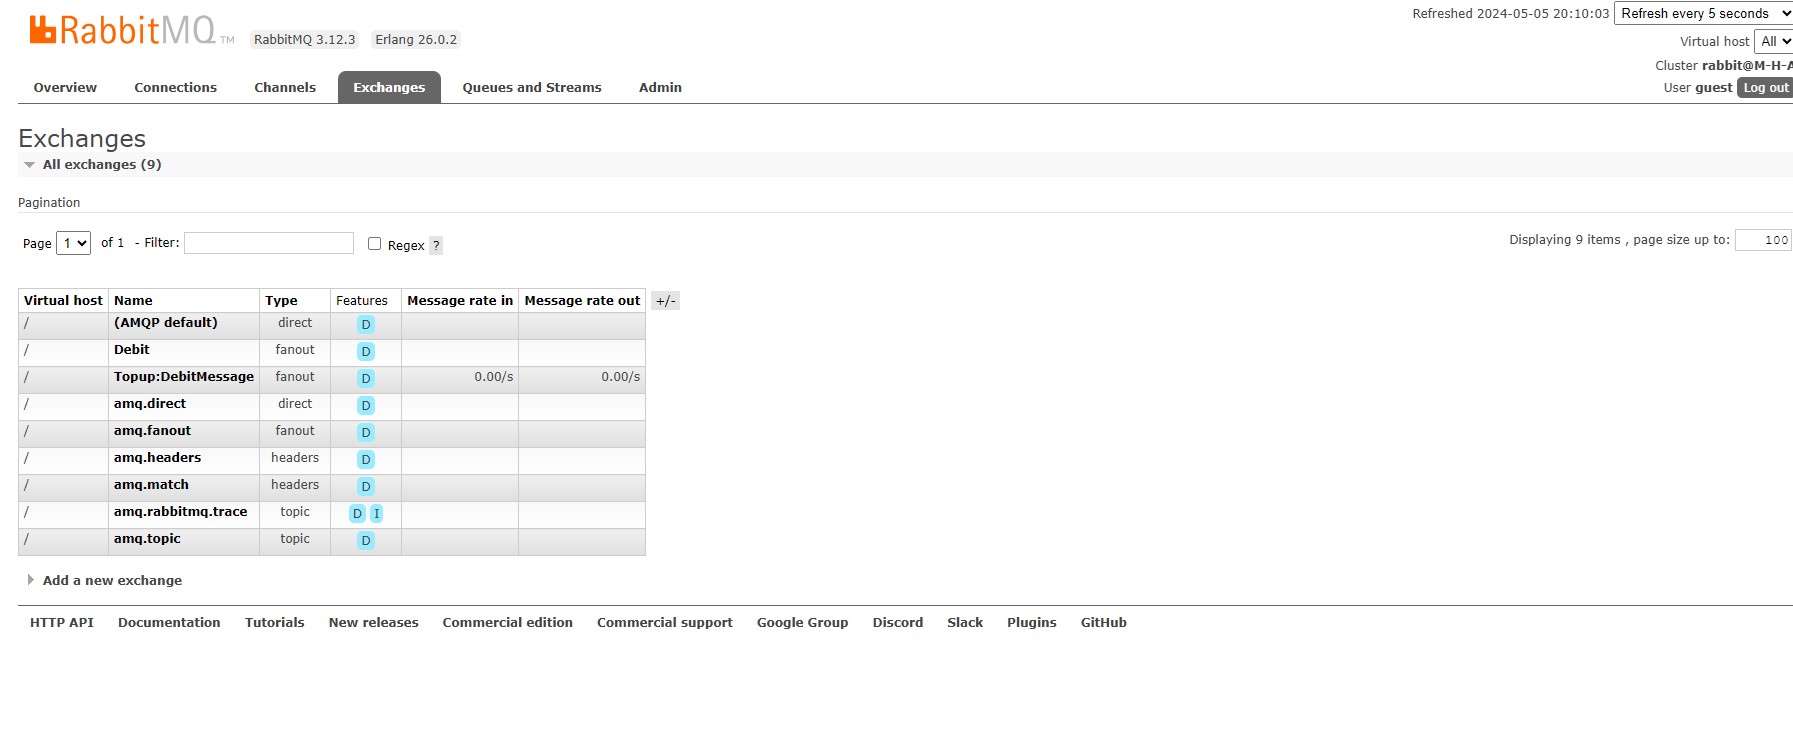 RabbitMQ TM RabbitMQ 3.12.3 Erlang 26.0.2
Refreshed 2024-05-05 20:10:03 Refresh every 5 seconds
Virtual host All
Cluster rabbit@M-H-A
User guest Log out
Overview Connections Channels Exchanges Queues and Streams Admin
Exchanges
All exchanges (9)
Pagination
Page 1 of 1 - Filter: Regex ? Displaying 9 items , page size up to: 100
Virtual host Name Type Features Message rate in Message rate out +/-
/ (AMQP default) direct D
/ Debit fanout D
/ Topup:DebitMessage fanout D 0.00/s 0.00/s
/ amq.direct direct D
/ amq.fanout fanout D
/ amq.headers headers D
/ amq.match headers D
/ amq.rabbitmq.trace topic D I
/ amq.topic topic D
Add a new exchange
HTTP API Documentation Tutorials New releases Commercial edition Commercial support Google Group Discord Slack Plugins GitHub